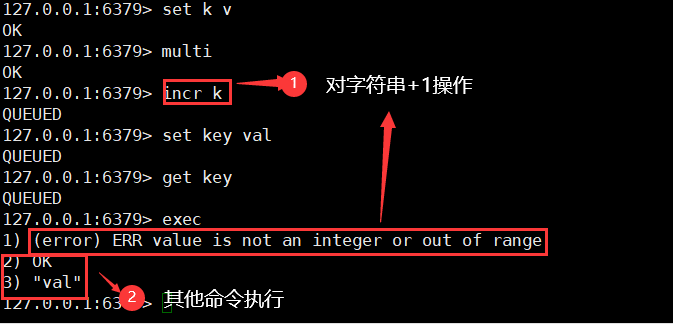 127.0.0.1:6379> set k v
OK
127.0.0.1:6379> multi
OK
127.0.0.1:6379> incr k
1 对字符串+1操作
QUEUED
127.0.0.1:6379> set key val
QUEUED
127.0.0.1:6379> get key
QUEUED
127.0.0.1:6379> exec
1) (error) ERR value is not an integer or out of range
2) OK
3) "val"
127.0.0.1:6379>
2 其他命令执行